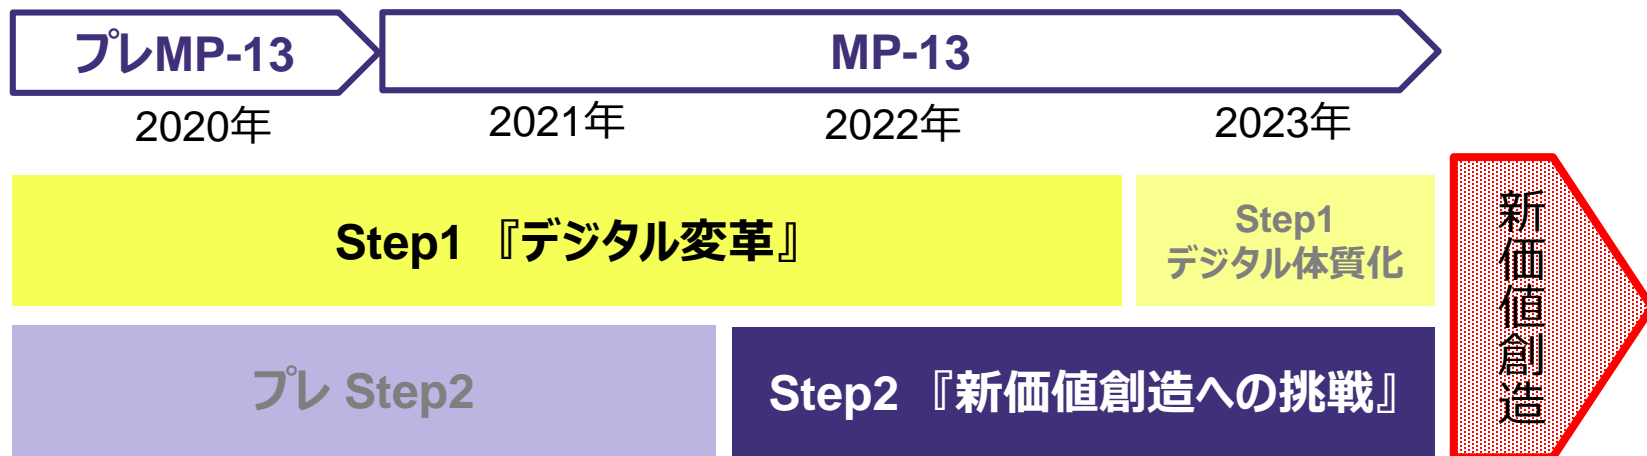 プレMP-13
MP-13
2020年
2021年
2022年
2023年
Step1 『デジタル変革』
Step1
デジタル体質化
プレ Step2
Step2 『新価値創造への挑戦』
新価値創造